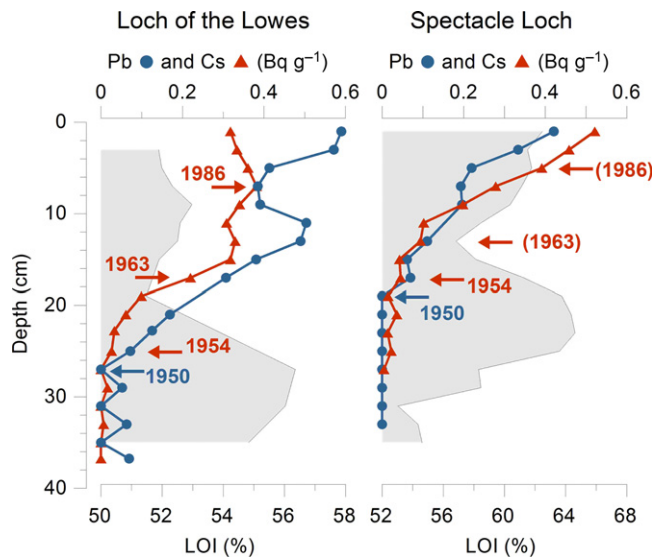 Loch of the Lowes
Spectacle Loch
Pb and Cs (Bq g⁻¹)
Pb and Cs (Bq g⁻¹)
0 0.2 0.4 0.6
0 0.2 0.4 0.6
Depth (cm)
0
10
20
30
40
1986
1963
1954
1950
(1986)
(1963)
1954
1950
50 52 54 56 58
52 56 60 64 68
LOI (%)
LOI (%)